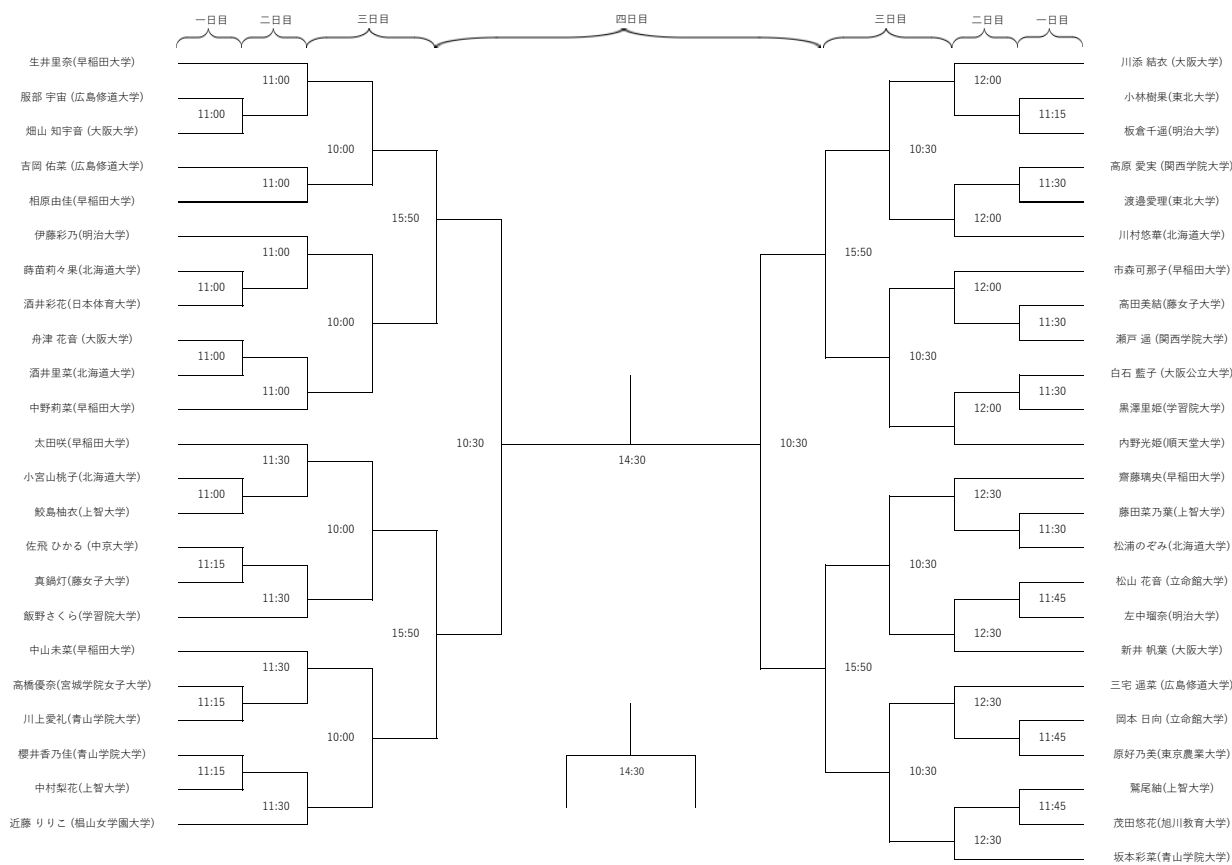 一日目
二日目
三日目
四日目
三日目
二日目
一日目
生井里奈(早稲田大学)
11:00
服部 宇宙 (広島修道大学)
11:00
畑山 知宇音 (大阪大学)
10:00
吉岡 佑菜 (広島修道大学)
11:00
相原由佳(早稲田大学)
15:50
伊藤彩乃(明治大学)
11:00
蒔苗莉々果(北海道大学)
11:00
酒井彩花(日本体育大学)
10:00
舟津 花音 (大阪大学)
11:00
酒井里菜(北海道大学)
11:00
中野莉菜(早稲田大学)
10:30
太田咲(早稲田大学)
11:30
小宮山桃子(北海道大学)
11:00
鮫島柚衣(上智大学)
10:00
佐飛 ひかる (中京大学)
11:15
真鍋灯(藤女子大学)
11:30
飯野さくら(学習院大学)
15:50
中山未菜(早稲田大学)
11:30
高橋優奈(宮城学院女子大学)
11:15
川上愛礼(青山学院大学)
10:00
櫻井香乃佳(青山学院大学)
11:15
中村梨花(上智大学)
11:30
近藤 りりこ (椙山女学園大学)
14:30
14:30
川添 結衣 (大阪大学)
12:00
小林樹果(東北大学)
11:15
板倉千遥(明治大学)
10:30
高原 愛実 (関西学院大学)
11:30
渡邉愛理(東北大学)
12:00
川村悠華(北海道大学)
15:50
市森可那子(早稲田大学)
12:00
高田美結(藤女子大学)
11:30
瀬戸 遥 (関西学院大学)
10:30
白石 藍子 (大阪公立大学)
11:30
黒澤里姫(学習院大学)
12:00
内野光姫(順天堂大学)
10:30
齋藤璃央(早稲田大学)
12:30
藤田菜乃葉(上智大学)
11:30
松浦のぞみ(北海道大学)
10:30
松山 花音 (立命館大学)
11:45
左中瑠奈(明治大学)
12:30
新井 帆葉 (大阪大学)
15:50
三宅 遥菜 (広島修道大学)
12:30
岡本 日向 (立命館大学)
11:45
原好乃美(東京農業大学)
10:30
鷲尾紬(上智大学)
11:45
茂田悠花(旭川教育大学)
12:30
坂本彩菜(青山学院大学)